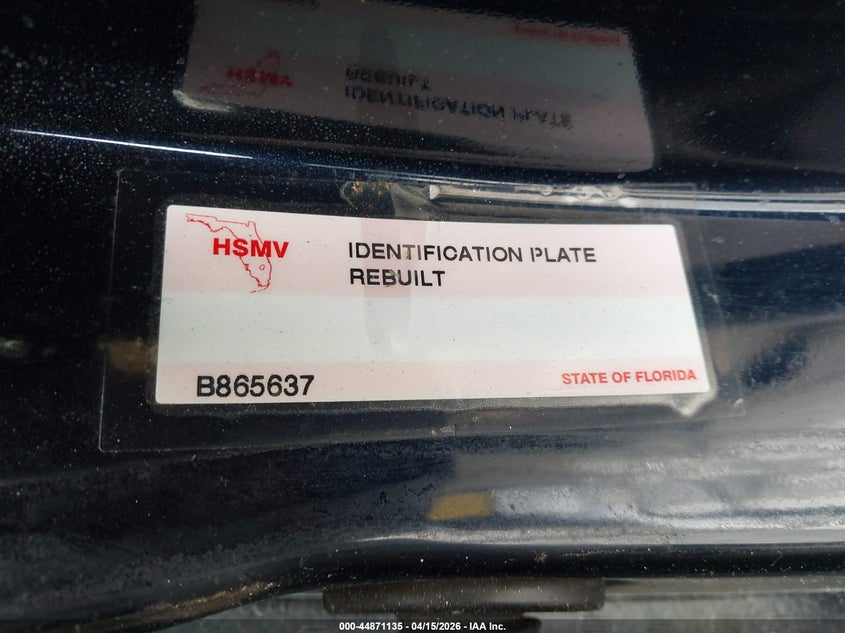 HSMV
IDENTIFICATION PLATE
REBUILT
B865637
STATE OF FLORIDA
000-44871135 - 04/15/2026 - IAA Inc.